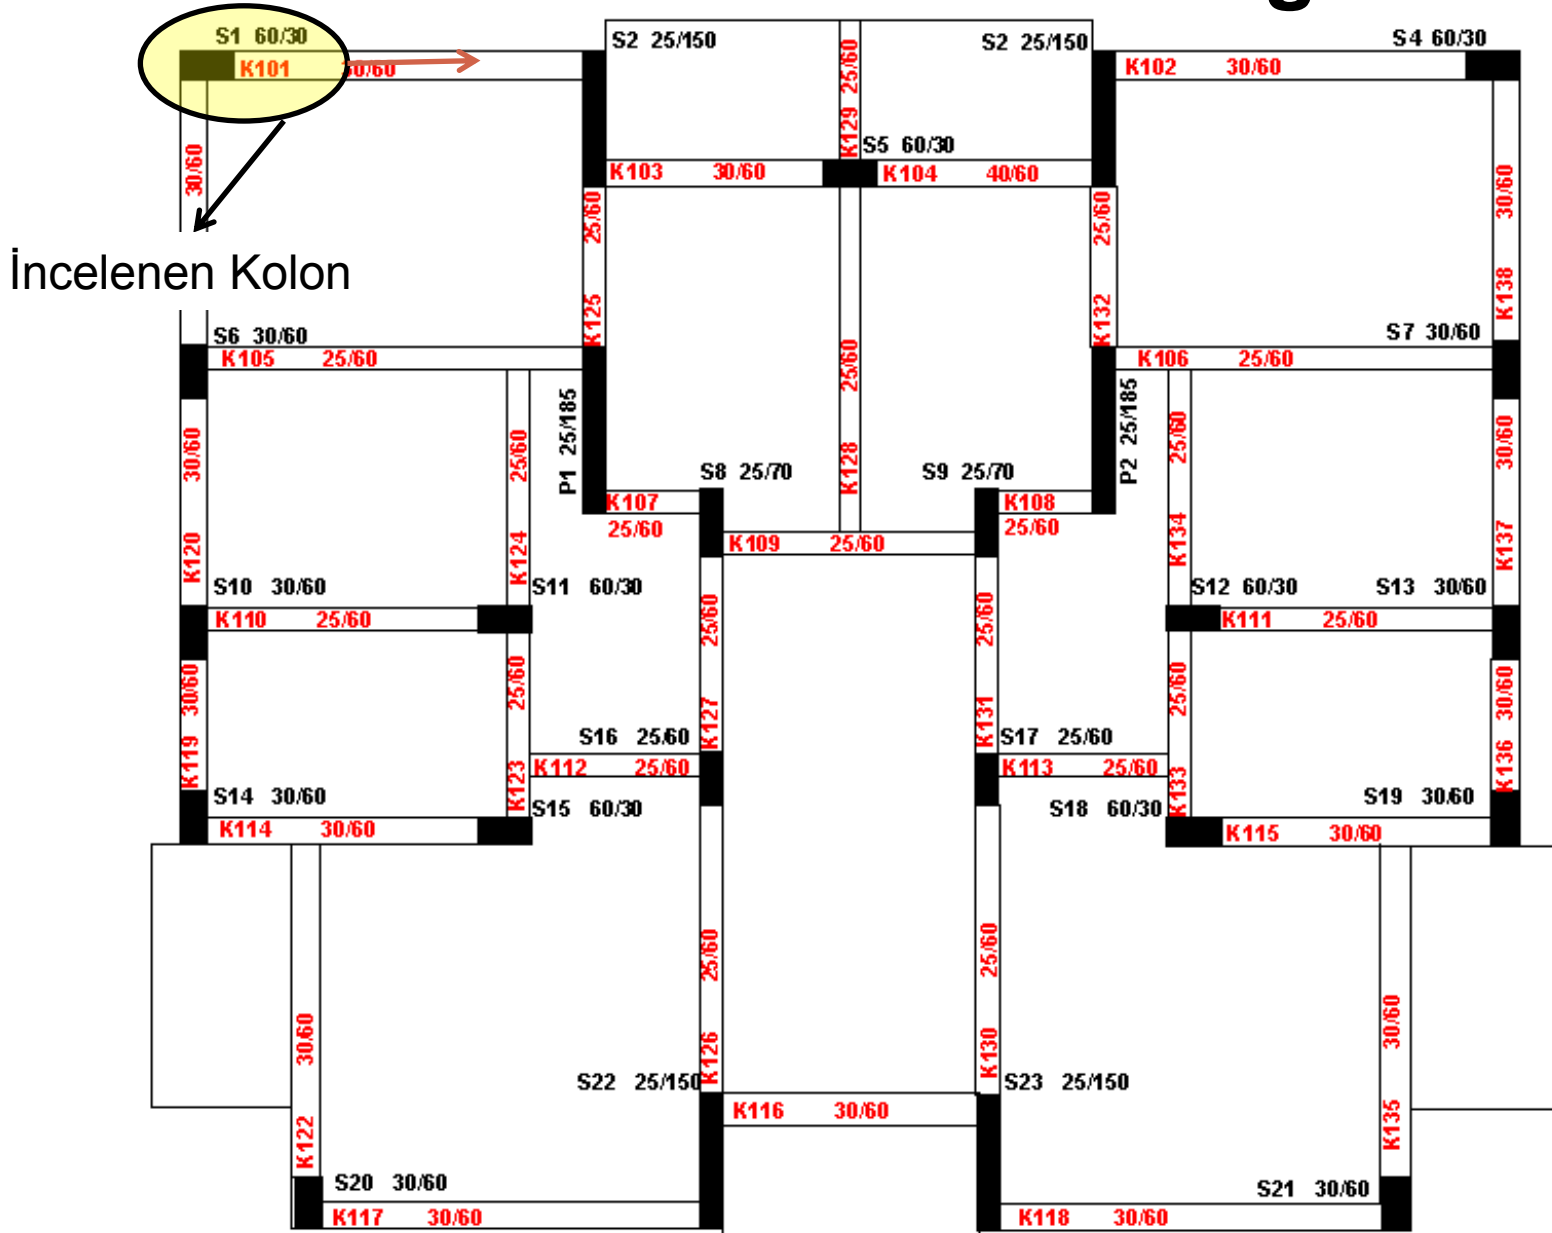 g
S1 60/30
S2 25/150
S2 25/150
S4 60/30
K101 30/60
K102 30/60
K129 25/60
S5 60/30
K103 30/60
K104 40/60
30/60
25/60
25/60
30/60
İncelenen Kolon
K125
K132
K138
S6 30/60
S7 30/60
K105 25/60
K106 25/60
K128 25/60
P1 25/185
P2 25/185
S8 25/70
S9 25/70
K120 30/60
K124 25/60
K134 25/60
K137 30/60
K107
25/60
K108
25/60
K109 25/60
S10 30/60
S11 60/30
S12 60/30
S13 30/60
K110 25/60
K111 25/60
K119 30/60
K123 25/60
K127 25/60
K131 25/60
K133 25/60
K136 30/60
S16 25/60
S17 25/60
K112 25/60
K113 25/60
S14 30/60
S15 60/30
S18 60/30
S19 30/60
K114 30/60
K115 30/60
K122 30/60
K126 25/60
K130 25/60
K135 30/60
S22 25/150
S23 25/150
K116 30/60
S20 30/60
S21 30/60
K117 30/60
K118 30/60